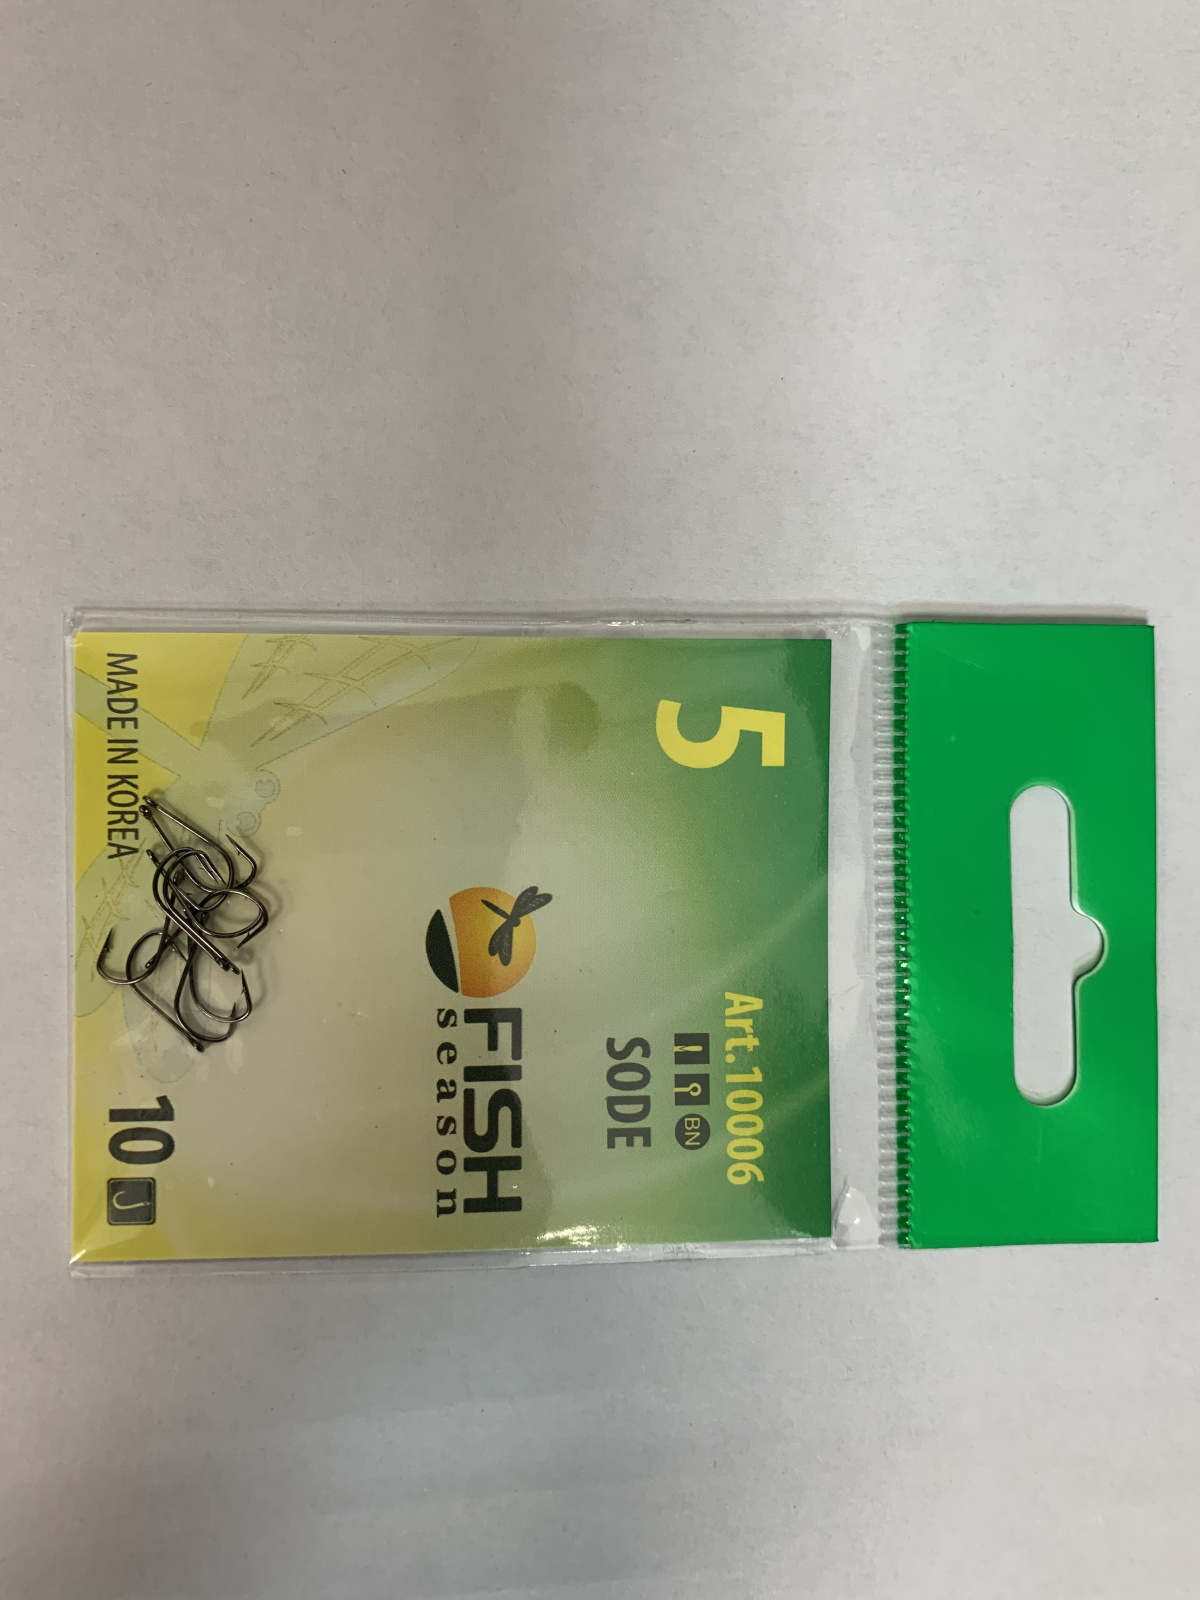 5
Art.10006
BN
SODE
FISH
season
MADE IN KOREA
10